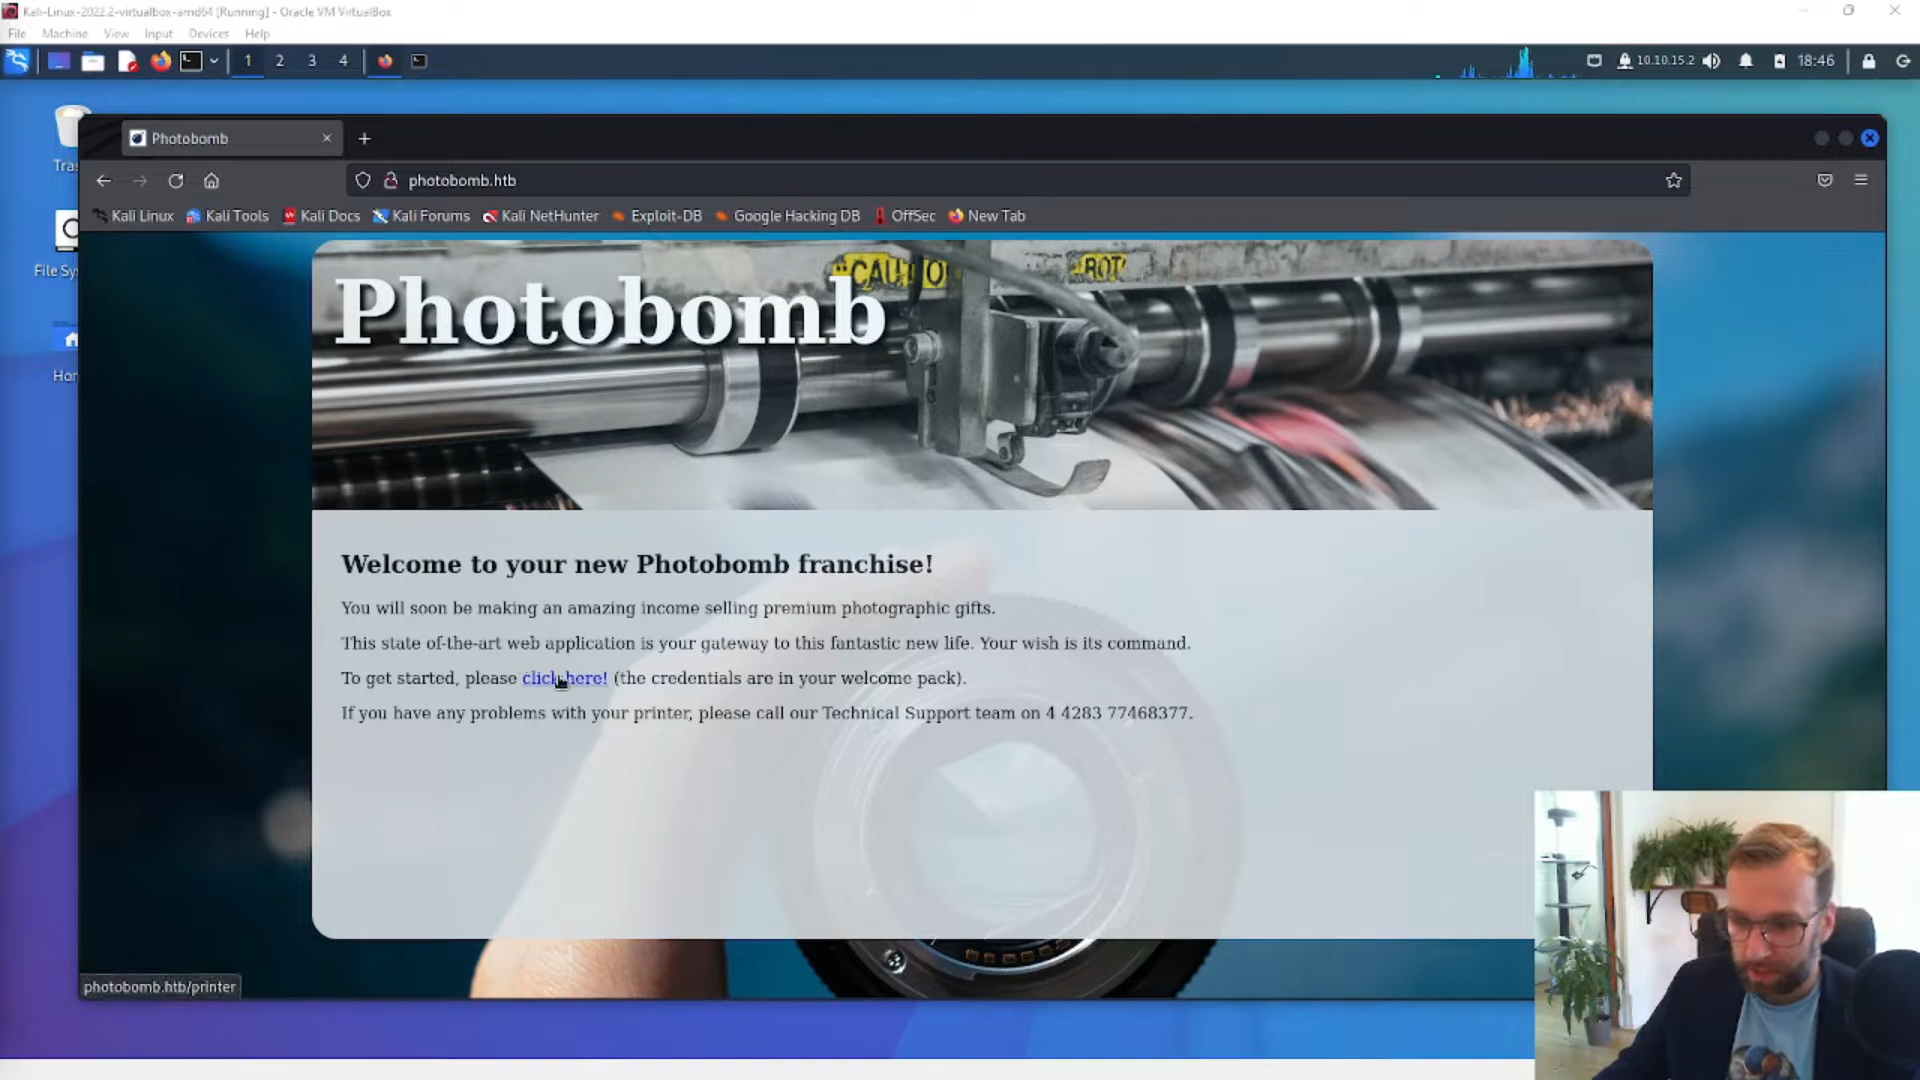 Kali-Linux-2022.2-virtualbox-amd64 [Running] - Oracle VM VirtualBox
File Machine View Input Devices Help
1 2 3 4
10.10.15.2 18:46
Photobomb
photobomb.htb
Kali Linux Kali Tools Kali Docs Kali Forums Kali NetHunter Exploit-DB Google Hacking DB OffSec New Tab
Tras
File Sys
Hom
CAUTIO
ROT
Photobomb
Welcome to your new Photobomb franchise!
You will soon be making an amazing income selling premium photographic gifts.
This state of-the-art web application is your gateway to this fantastic new life. Your wish is its command.
To get started, please click here! (the credentials are in your welcome pack).
If you have any problems with your printer, please call our Technical Support team on 4 4283 77468377.
photobomb.htb/printer